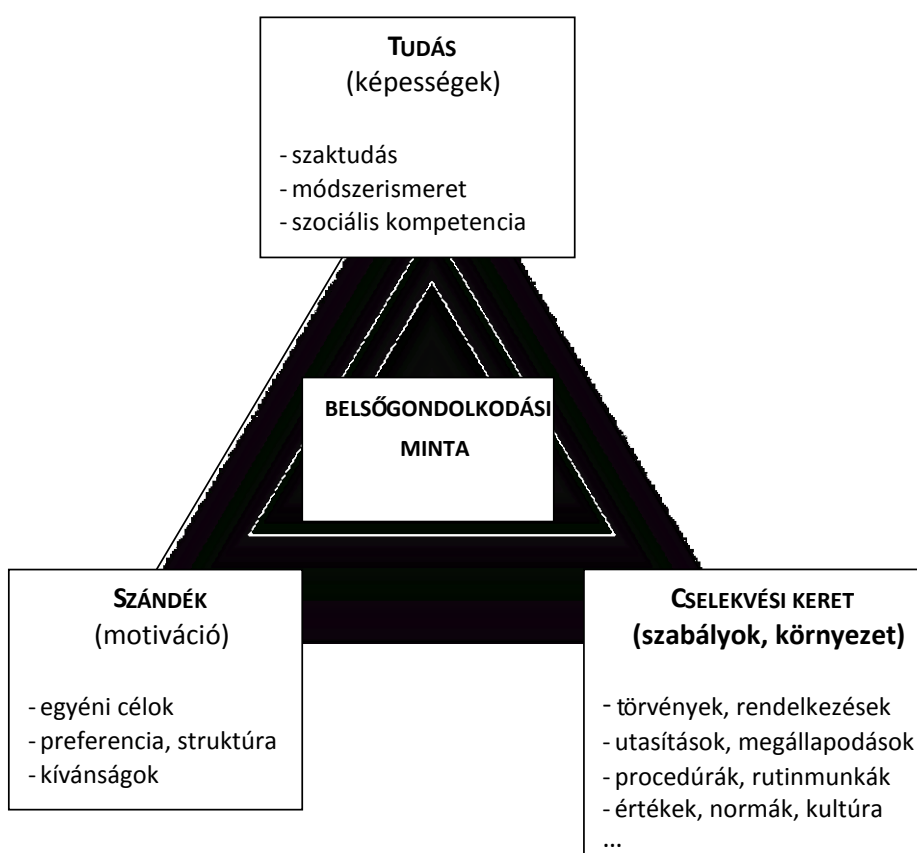 TUDÁS
(képességek)
- szaktudás
- módszerismeret
- szociális kompetencia
BELSŐGONDOLKODÁSI
MINTA
SZÁNDÉK
(motiváció)
- egyéni célok
- preferencia, struktúra
- kívánságok
CSELEKVÉSI KERET
(szabályok, környezet)
- törvények, rendelkezések
- utasítások, megállapodások
- procedúrák, rutinmunkák
- értékek, normák, kultúra
...